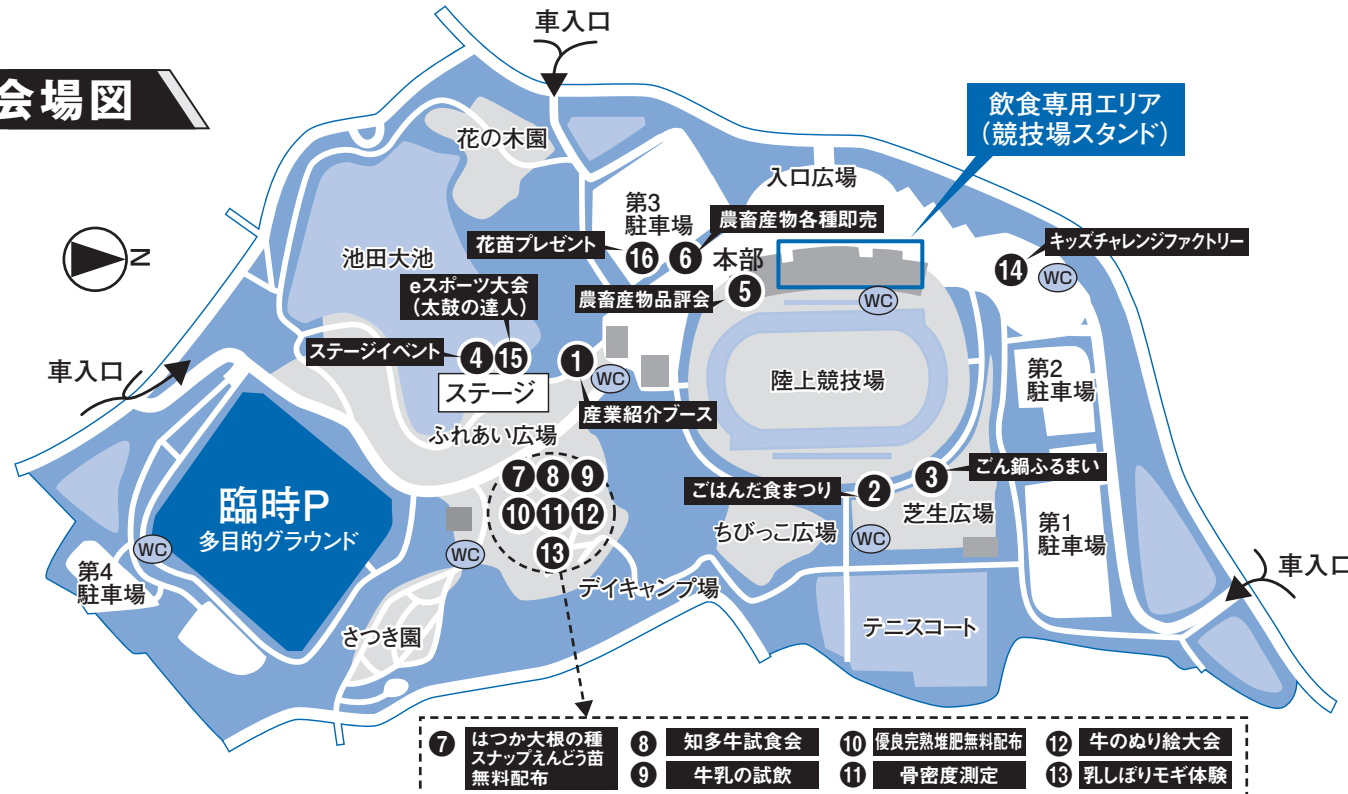 会場図
車入口
飲食専用エリア
（競技場スタンド）
花の木園
入口広場
第3
駐車場
農畜産物各種即売
花苗プレゼント
16
6
本部
キッズチャレンジファクトリー
14
WC
N
池田大池
eスポーツ大会
（太鼓の達人）
農畜産物品評会
5
WC
ステージイベント
4
15
1
WC
車入口
ステージ
産業紹介ブース
陸上競技場
第2
駐車場
ふれあい広場
7
8
9
10
11
12
13
ごはんだ食まつり
2
3
ごん鍋ふるまい
芝生広場
ちびっこ広場
WC
第1
駐車場
臨時P
多目的グラウンド
WC
WC
第4
駐車場
さつき園
デイキャンプ場
テニスコート
車入口
7 はつか大根の種
スナップえんどう苗
無料配布
8 知多牛試食会
9 牛乳の試飲
10 優良完熟堆肥無料配布
11 骨密度測定
12 牛のぬり絵大会
13 乳しぼりモギ体験